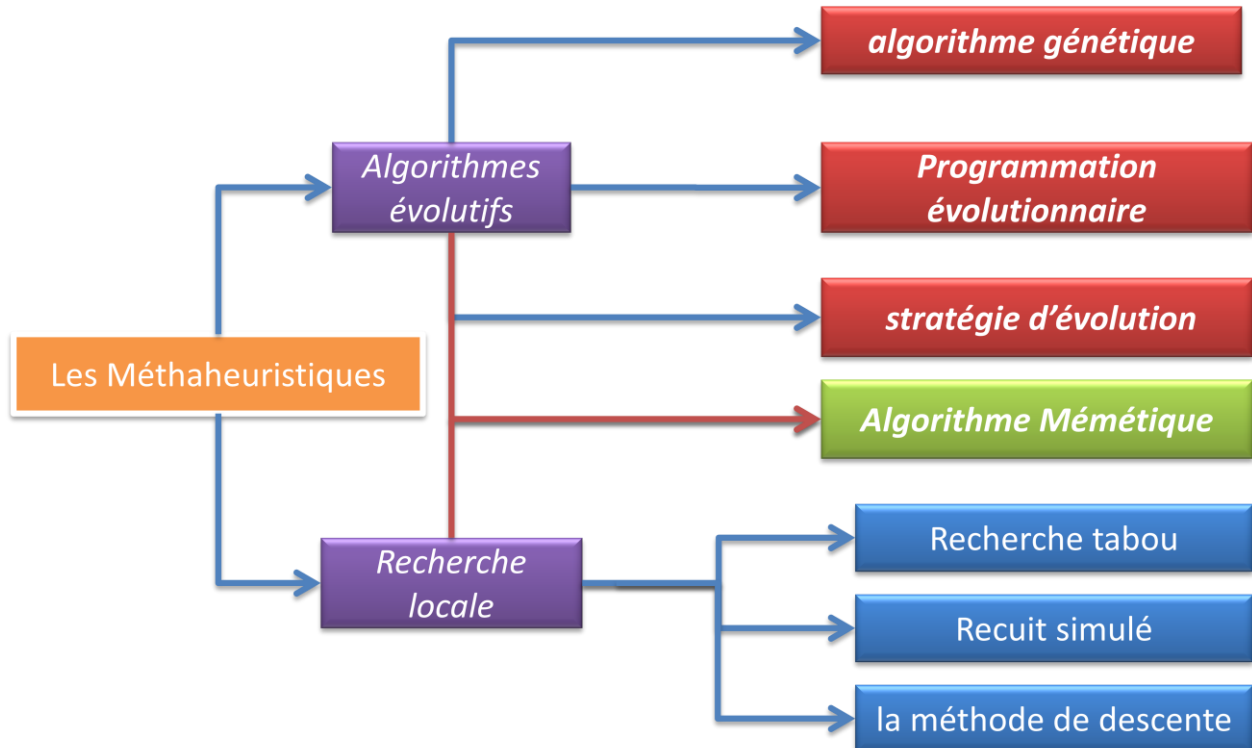 algorithme génétique
Algorithmes
évolutifs
Programmation
évolutionnaire
stratégie d’évolution
Les Méthaheuristiques
Algorithme Mémétique
Recherche
locale
Recherche tabou
Recuit simulé
la méthode de descente